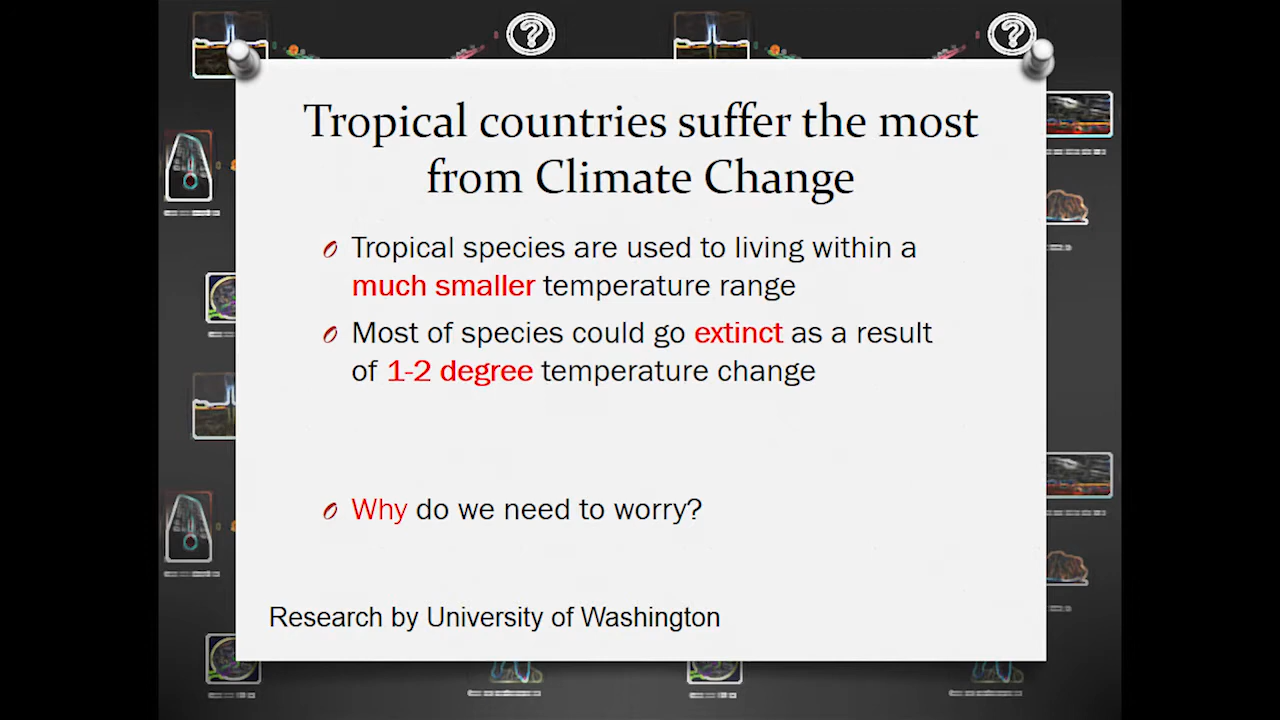 Tropical countries suffer the most
from Climate Change
Tropical species are used to living within a
much smaller temperature range
Most of species could go extinct as a result
of 1-2 degree temperature change
Why do we need to worry?
Research by University of Washington